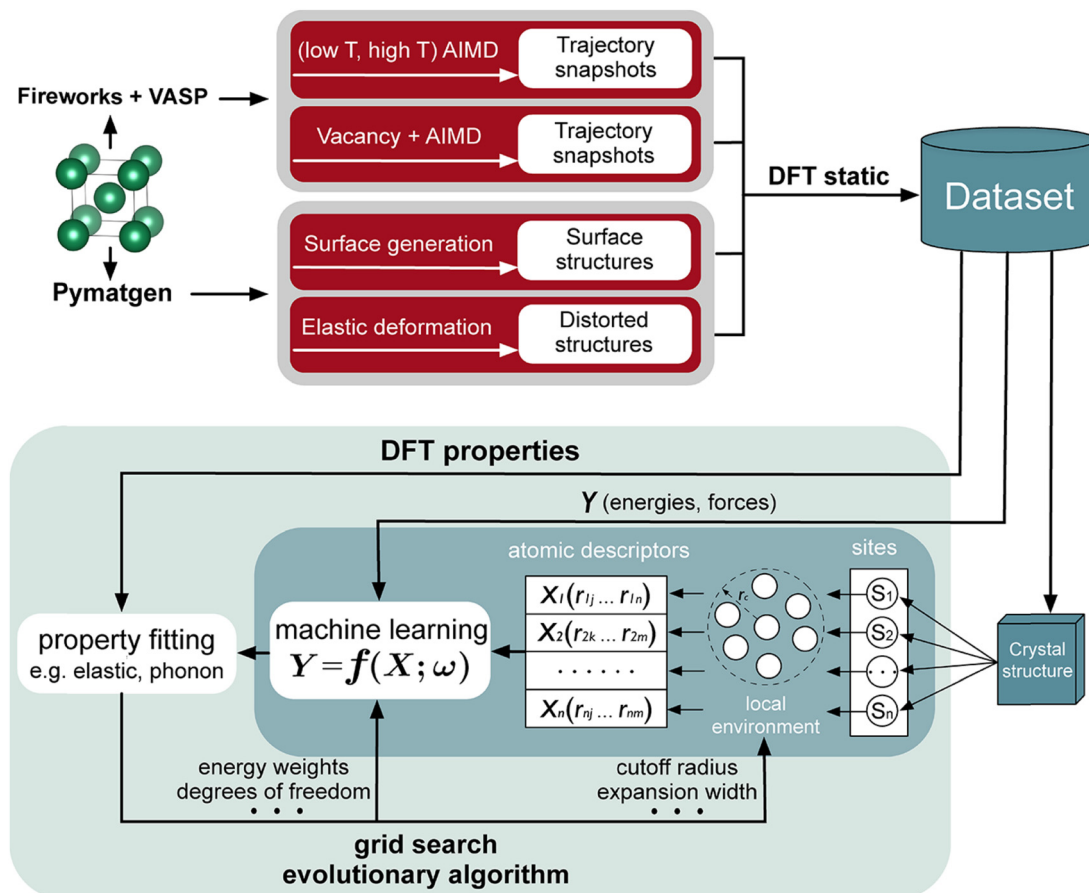 (low T, high T) AIMD
Trajectory
snapshots
Fireworks + VASP
Vacancy + AIMD
Trajectory
snapshots
DFT static
Dataset
Surface generation
Surface
structures
Pymatgen
Elastic deformation
Distorted
structures
DFT properties
Y (energies, forces)
atomic descriptors
sites
property fitting
e.g. elastic, phonon
machine learning
Y = f(X; ω)
X1(r1j ... r1n)
X2(r2k ... r2m)
. . . . . .
Xn(rnj ... rnm)
rc
local
environment
S1
S2
...
Sn
Crystal
structure
energy weights
degrees of freedom
• • •
cutoff radius
expansion width
• • •
grid search
evolutionary algorithm